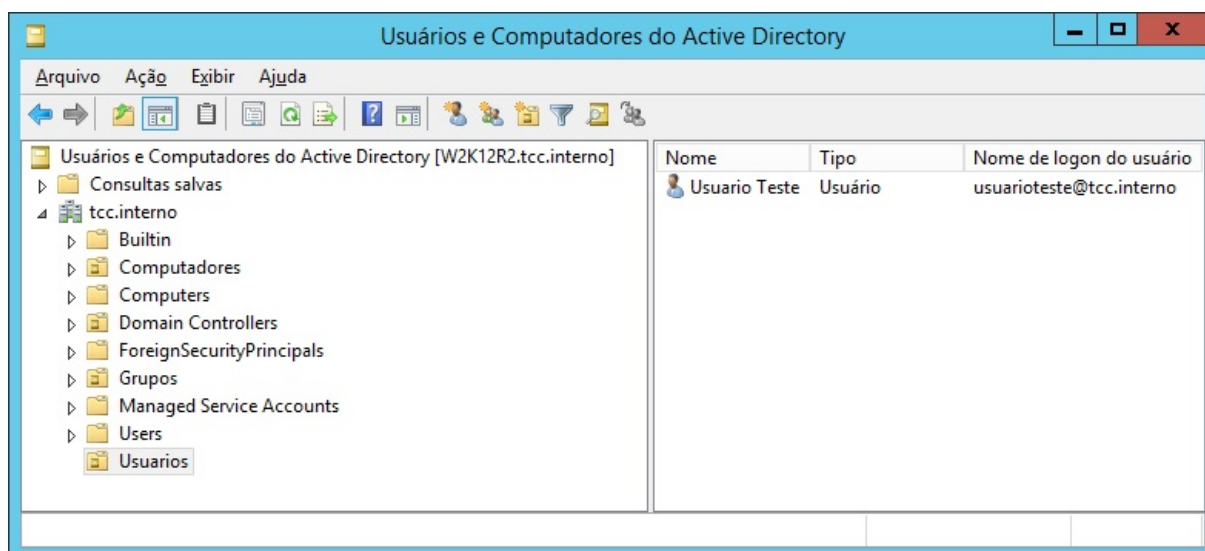 Usuários e Computadores do Active Directory
Arquivo Ação Exibir Ajuda
Usuários e Computadores do Active Directory [W2K12R2.tcc.interno]
Consultas salvas
tcc.interno
Builtin
Computadores
Computers
Domain Controllers
ForeignSecurityPrincipals
Grupos
Managed Service Accounts
Users
Usuarios
Nome Tipo Nome de logon do usuário
Usuario Teste Usuário usuarioteste@tcc.interno